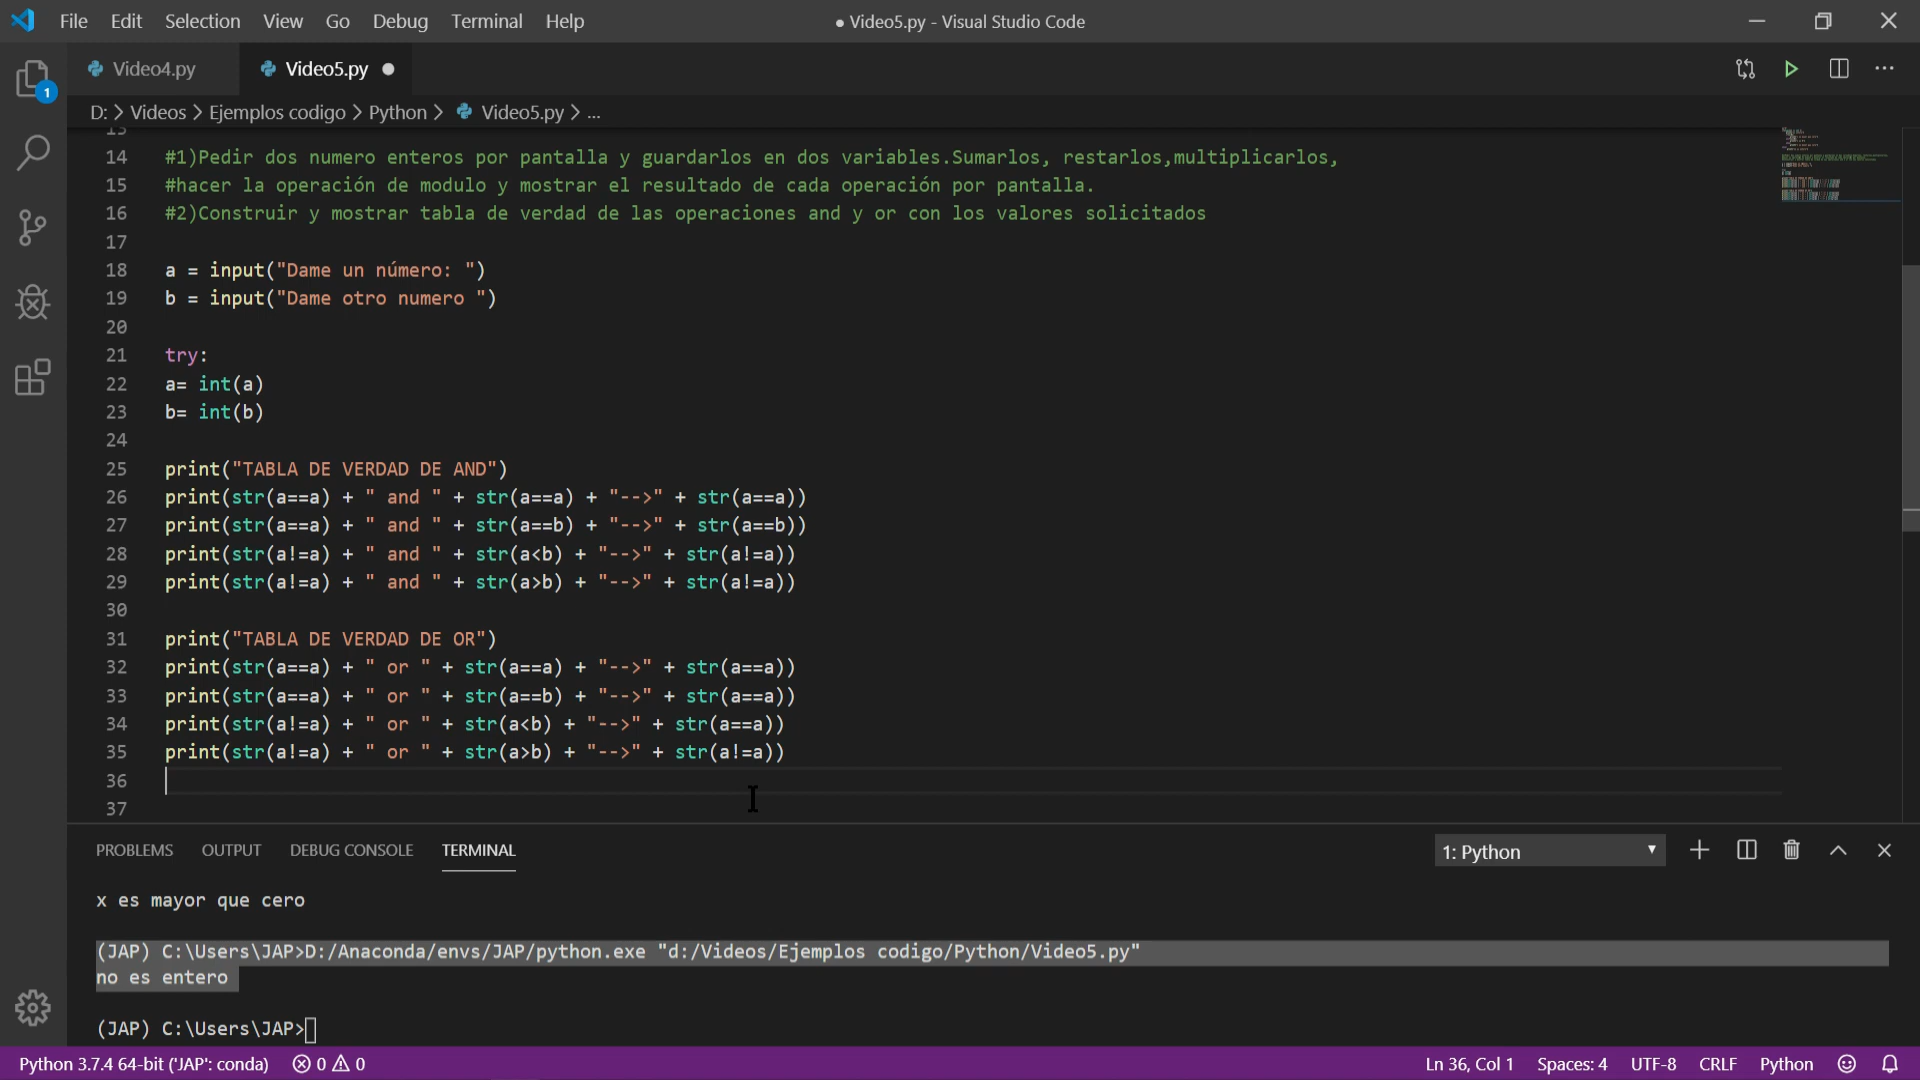 File Edit Selection View Go Debug Terminal Help
● Video5.py - Visual Studio Code
Video4.py
Video5.py ●
1
D: > Videos > Ejemplos codigo > Python > Video5.py > ...
13
14 #1)Pedir dos numero enteros por pantalla y guardarlos en dos variables.Sumarlos, restarlos,multiplicarlos,
15 #hacer la operación de modulo y mostrar el resultado de cada operación por pantalla.
16 #2)Construir y mostrar tabla de verdad de las operaciones and y or con los valores solicitados
17
18 a = input("Dame un número: ")
19 b = input("Dame otro numero ")
20
21 try:
22 a= int(a)
23 b= int(b)
24
25 print("TABLA DE VERDAD DE AND")
26 print(str(a==a) + " and " + str(a==a) + "-->" + str(a==a))
27 print(str(a==a) + " and " + str(a==b) + "-->" + str(a==b))
28 print(str(a!=a) + " and " + str(a<b) + "-->" + str(a!=a))
29 print(str(a!=a) + " and " + str(a>b) + "-->" + str(a!=a))
30
31 print("TABLA DE VERDAD DE OR")
32 print(str(a==a) + " or " + str(a==a) + "-->" + str(a==a))
33 print(str(a==a) + " or " + str(a==b) + "-->" + str(a==a))
34 print(str(a!=a) + " or " + str(a<b) + "-->" + str(a==a))
35 print(str(a!=a) + " or " + str(a>b) + "-->" + str(a!=a))
36
37
PROBLEMS OUTPUT DEBUG CONSOLE TERMINAL
1: Python
x es mayor que cero
(JAP) C:\Users\JAP>D:/Anaconda/envs/JAP/python.exe "d:/Videos/Ejemplos codigo/Python/Video5.py"
no es entero
(JAP) C:\Users\JAP>
Python 3.7.4 64-bit ('JAP': conda) 0 0
Ln 36, Col 1 Spaces: 4 UTF-8 CRLF Python